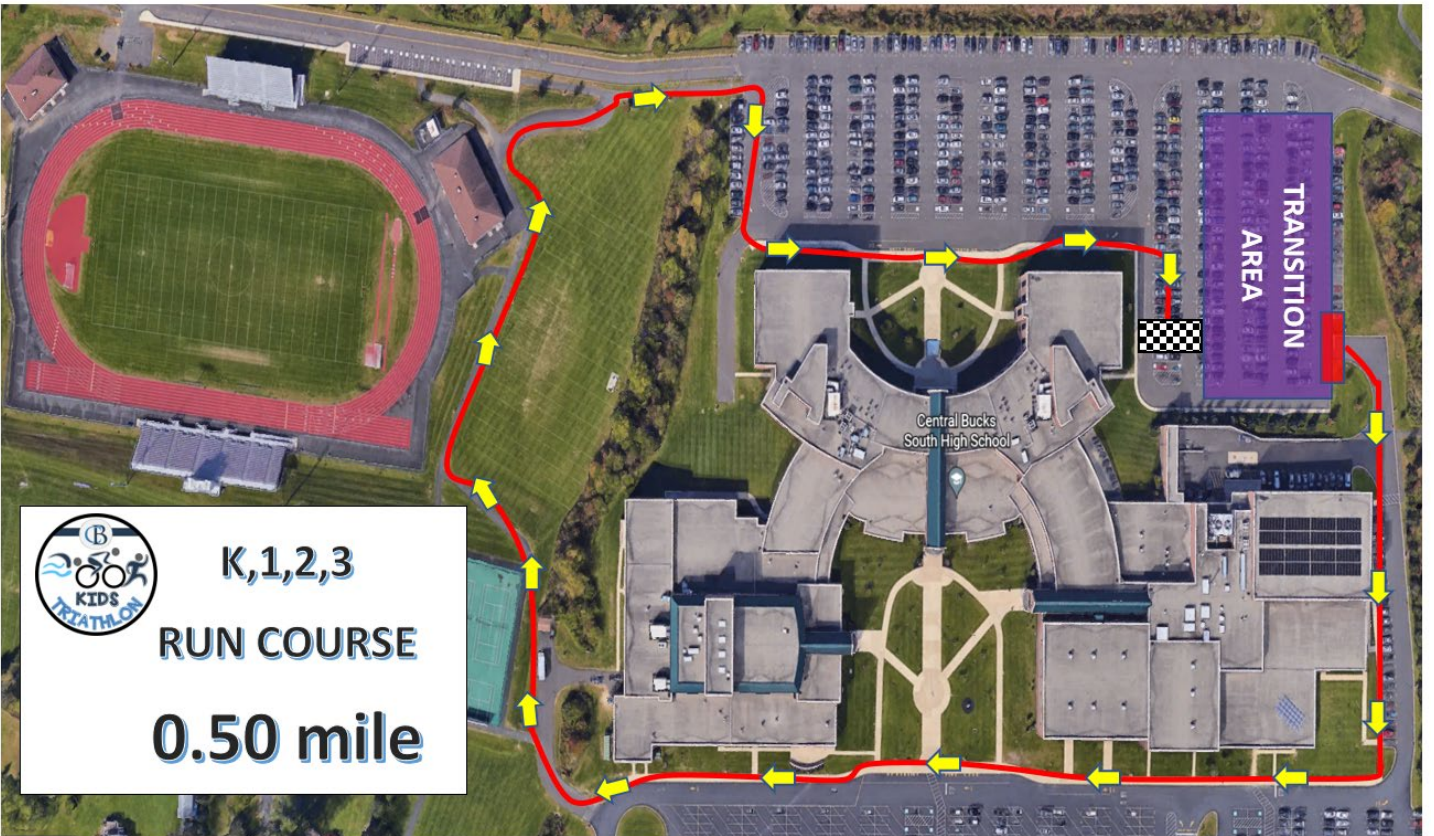 TRANSITION
AREA
Central Bucks
South High School
CB
KIDS
TRIATHLON
K,1,2,3
RUN COURSE
0.50 mile